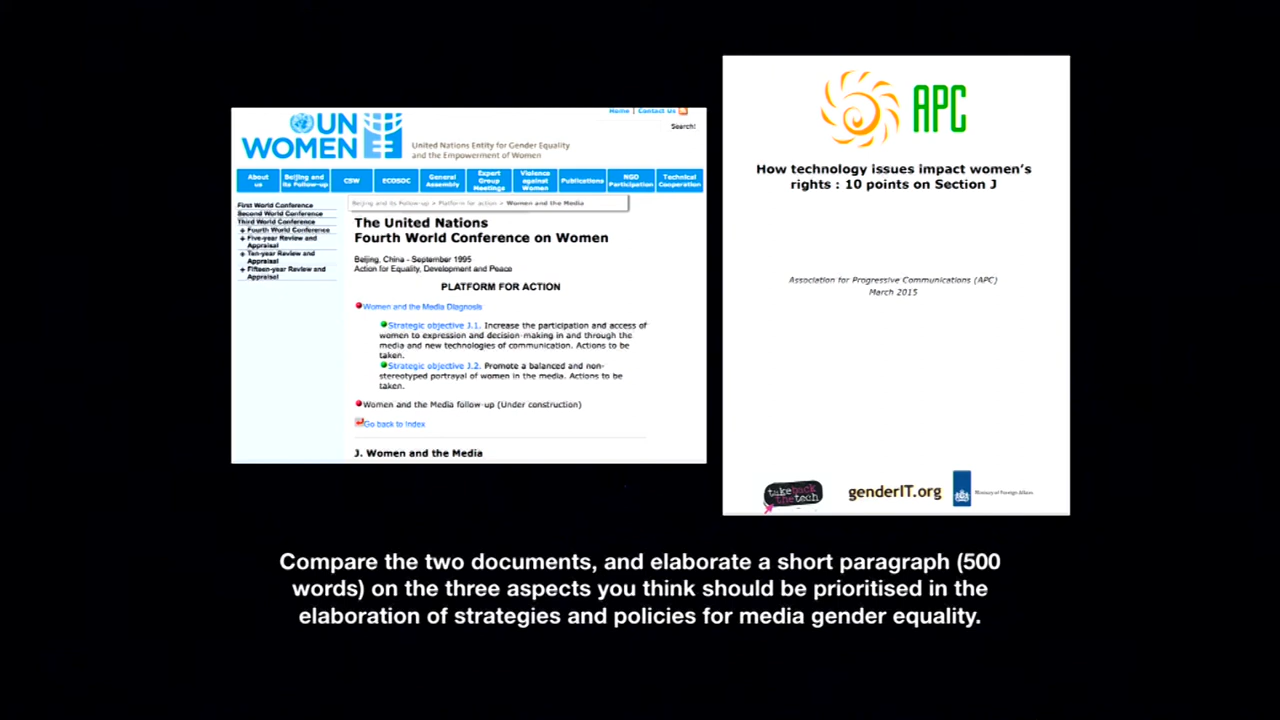 Home | Contact Us
Search!
UN
WOMEN
United Nations Entity for Gender Equality
and the Empowerment of Women
About us
Beijing and its Follow-up
CSW
ECOSOC
General Assembly
Expert Group Meetings
Violence against Women
Publications
NGO Participation
Technical Cooperation
First World Conference
Second World Conference
Third World Conference
+ Fourth World Conference
+ Five-year Review and
Appraisal
+ Ten-year Review and
Appraisal
+ Fifteen-year Review and
Appraisal
Beijing and its Follow-up > Platform for action > Women and the Media
The United Nations
Fourth World Conference on Women
Beijing, China - September 1995
Action for Equality, Development and Peace
PLATFORM FOR ACTION
Women and the Media Diagnosis
Strategic objective J.1. Increase the participation and access of
women to expression and decision-making in and through the
media and new technologies of communication. Actions to be
taken.
Strategic objective J.2. Promote a balanced and non-
stereotyped portrayal of women in the media. Actions to be
taken.
Women and the Media follow-up (Under construction)
Go back to Index
J. Women and the Media
APC
How technology issues impact women's
rights : 10 points on Section J
Association for Progressive Communications (APC)
March 2015
takeback
thetech
genderIT.org
Ministry of Foreign Affairs
Compare the two documents, and elaborate a short paragraph (500
words) on the three aspects you think should be prioritised in the
elaboration of strategies and policies for media gender equality.